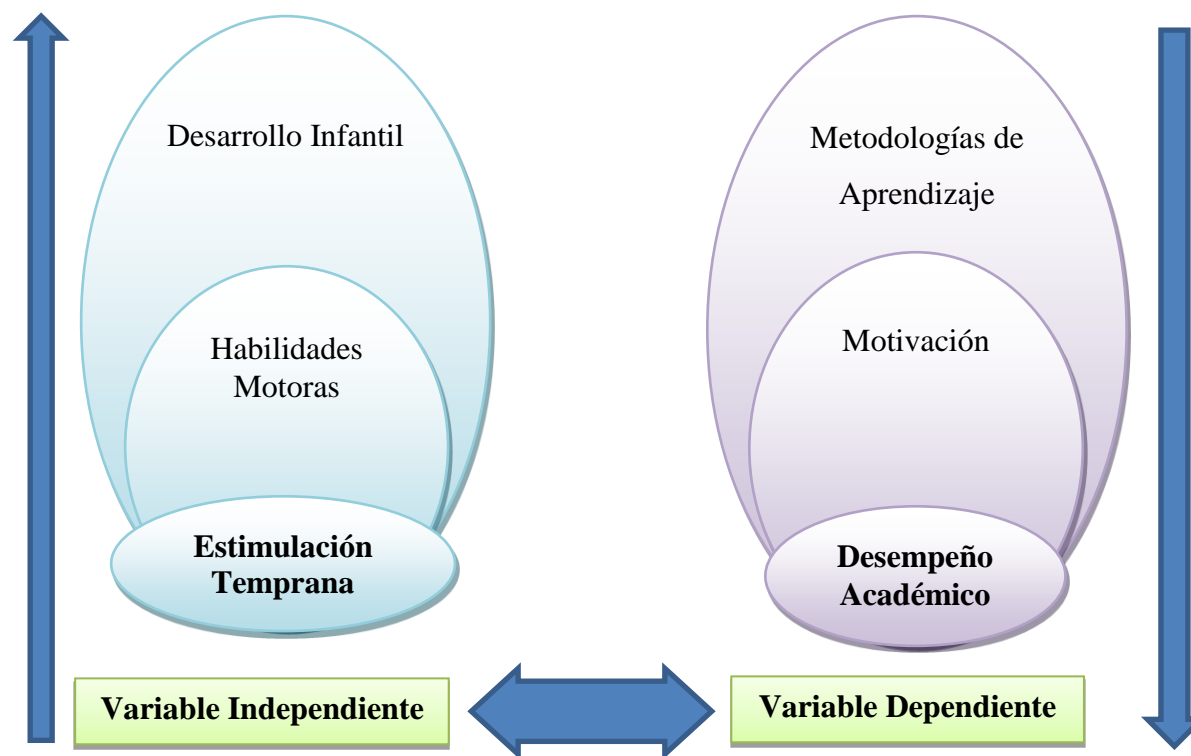 Desarrollo Infantil
Habilidades
Motoras
Estimulación
Temprana
Variable Independiente
Metodologías de
Aprendizaje
Motivación
Desempeño
Académico
Variable Dependiente